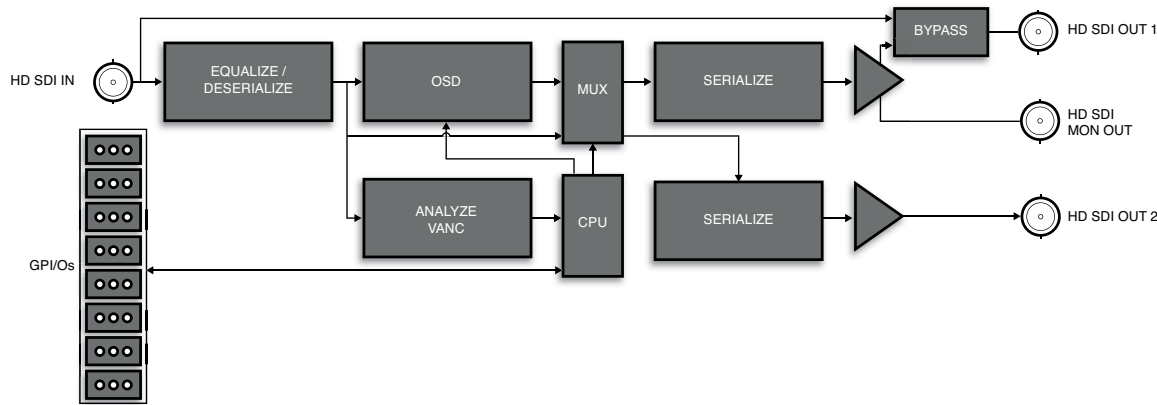 HD SDI IN
EQUALIZE /
DESERIALIZE
OSD
MUX
SERIALIZE
BYPASS
HD SDI OUT 1
HD SDI
MON OUT
ANALYZE
VANC
CPU
SERIALIZE
HD SDI OUT 2
GPI/Os